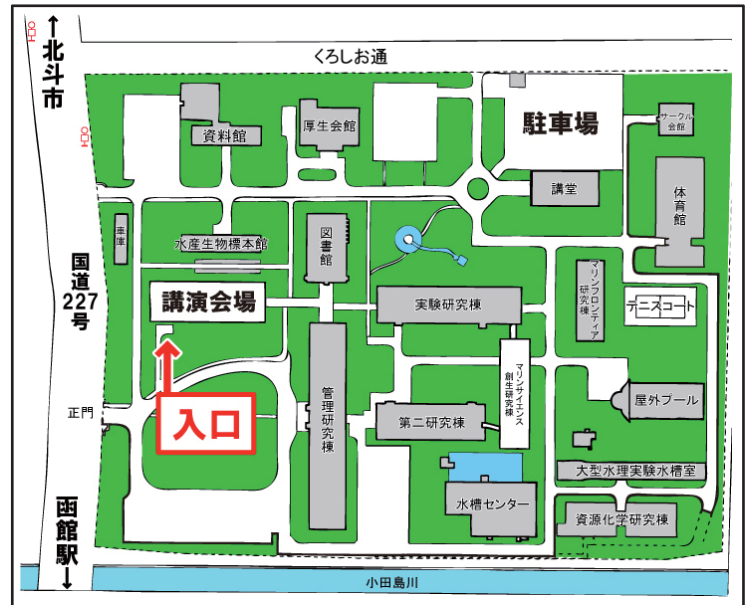 ↑北斗市
くろしお通
資料館
厚生会館
駐車場
サークル会館
講堂
体育館
車庫
水産生物標本館
図書館
国道227号
講演会場
実験研究棟
マリンフロンティア研究棟
テニスコート
マリンサイエンス創生研究棟
入口
管理研究棟
第二研究棟
屋外プール
正門
大型水理実験水槽室
水槽センター
資源化学研究棟
函館駅↓
小田島川